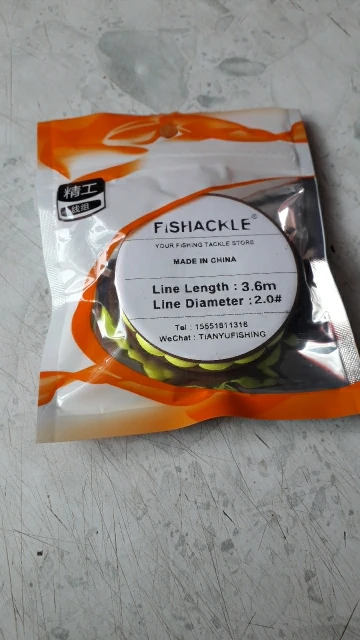 精工
线组
FiSHACKLE®
YOUR FISHING TACKLE STORE
MADE IN CHINA
Line Length : 3.6m
Line Diameter : 2.0#
Tel : 15551811316
WeChat : TIANYUFISHING